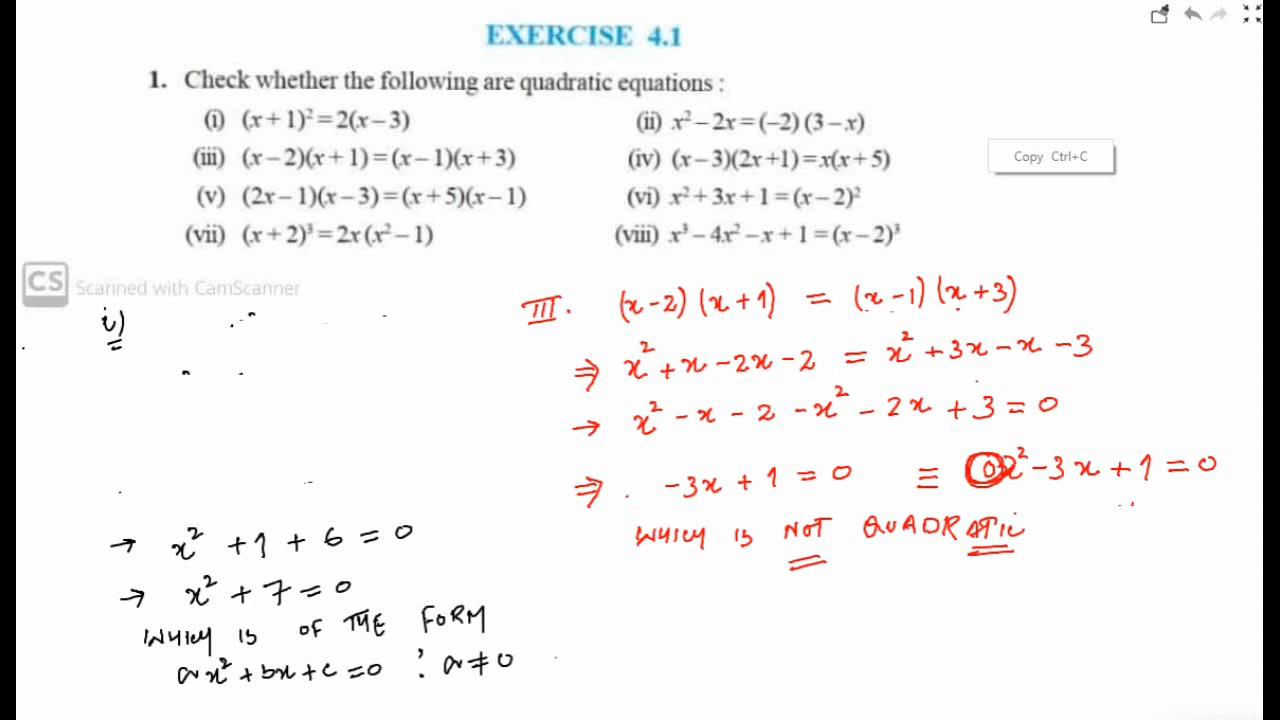 EXERCISE 4.1
1. Check whether the following are quadratic equations :
(i) (x + 1)² = 2(x – 3) (ii) x² – 2x = (–2) (3 – x)
(iii) (x – 2)(x + 1) = (x – 1)(x + 3) (iv) (x – 3)(2x +1) = x(x + 5)
(v) (2x – 1)(x – 3) = (x + 5)(x – 1) (vi) x² + 3x + 1 = (x – 2)²
(vii) (x + 2)³ = 2x (x² – 1) (viii) x³ – 4x² – x + 1 = (x – 2)³
Copy Ctrl+C
CS Scanned with CamScanner
i)
→ x² + 1 + 6 = 0
→ x² + 7 = 0
WHICH IS OF THE FORM
ax² + bx + c = 0 : a ≠ 0
III. (x – 2) (x + 1) = (x – 1) (x + 3)
⇒ x² + x – 2x – 2 = x² + 3x – x – 3
→ x² – x – 2 – x² – 2x + 3 = 0
⇒ – 3x + 1 = 0 ≡ 0x² – 3x + 1 = 0
WHICH IS NOT QUADRATIC